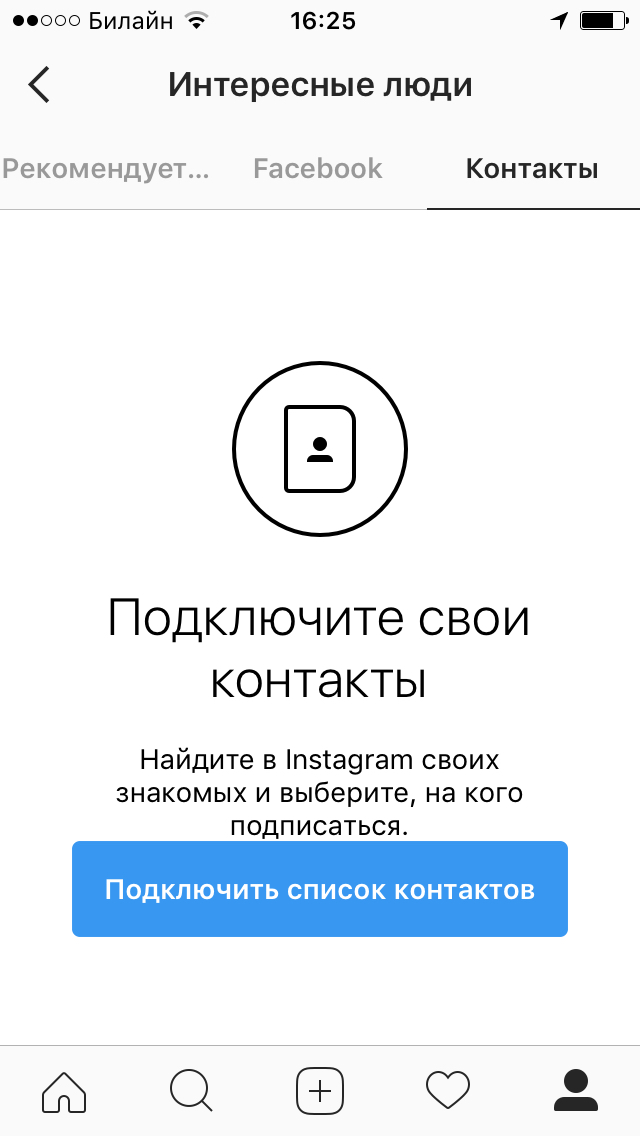 Билайн 16:25
Интересные люди
Рекомендует... Facebook Контакты
Подключите свои
контакты
Найдите в Instagram своих
знакомых и выберите, на кого
подписаться.
Подключить список контактов